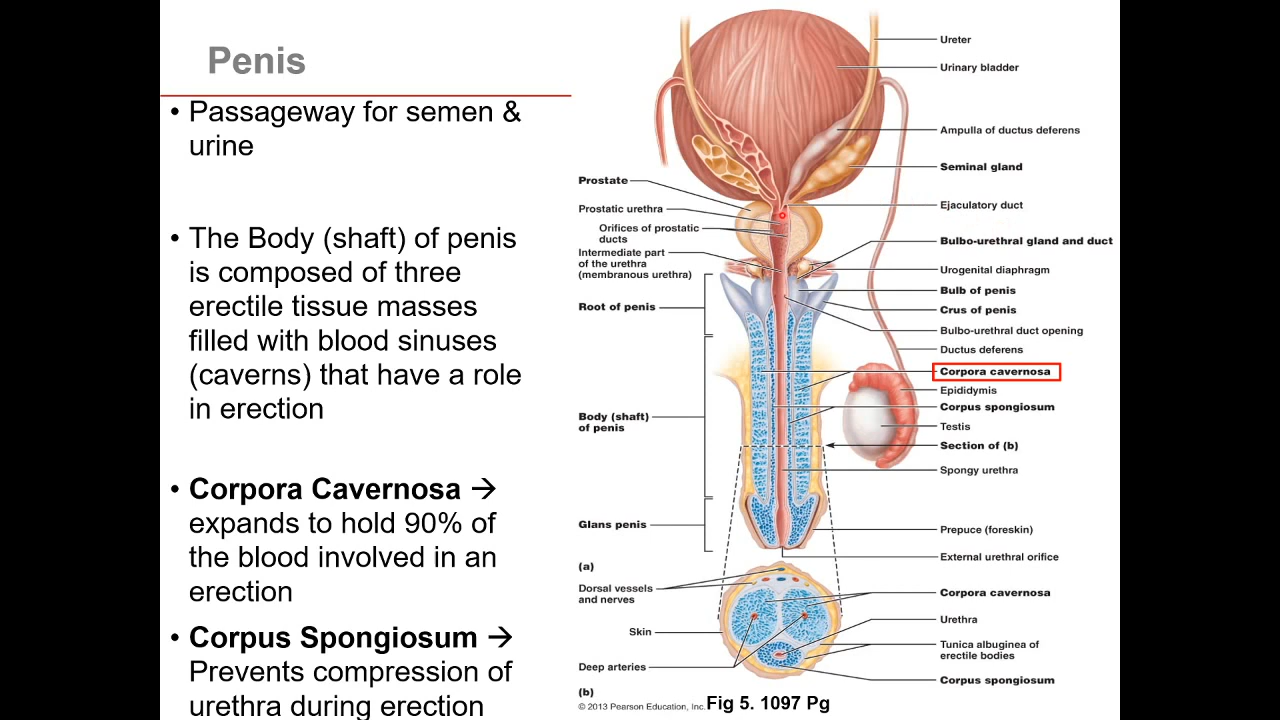 Penis
• Passageway for semen &
urine
• The Body (shaft) of penis
is composed of three
erectile tissue masses
filled with blood sinuses
(caverns) that have a role
in erection
• Corpora Cavernosa →
expands to hold 90% of
the blood involved in an
erection
• Corpus Spongiosum →
Prevents compression of
urethra during erection
Prostate
Prostatic urethra
Orifices of prostatic
ducts
Intermediate part
of the urethra
(membranous urethra)
Root of penis
Body (shaft)
of penis
Glans penis
(a)
Dorsal vessels
and nerves
Skin
Deep arteries
(b)
© 2013 Pearson Education, Inc.
Fig 5. 1097 Pg
Ureter
Urinary bladder
Ampulla of ductus deferens
Seminal gland
Ejaculatory duct
Bulbo-urethral gland and duct
Urogenital diaphragm
Bulb of penis
Crus of penis
Bulbo-urethral duct opening
Ductus deferens
Corpora cavernosa
Epididymis
Corpus spongiosum
Testis
Section of (b)
Spongy urethra
Prepuce (foreskin)
External urethral orifice
Corpora cavernosa
Urethra
Tunica albuginea of
erectile bodies
Corpus spongiosum